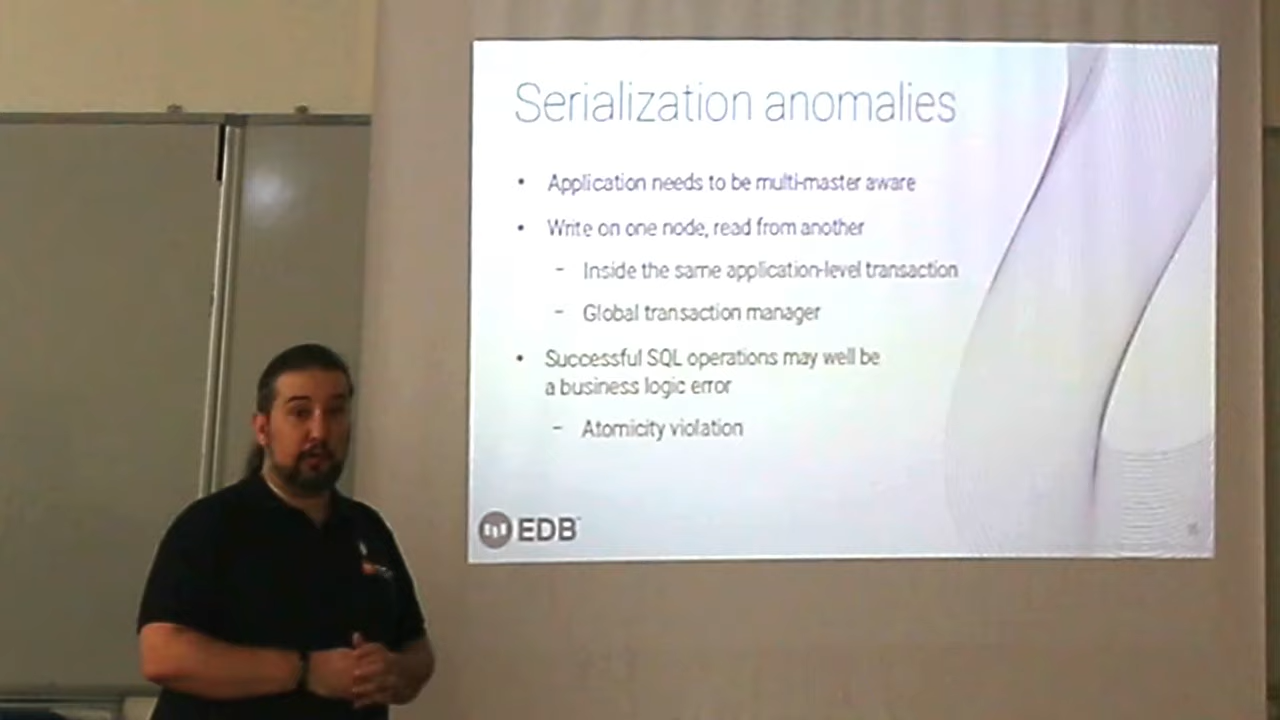 Serialization anomalies
• Application needs to be multi-master aware
• Write on one node, read from another
- Inside the same application-level transaction
- Global transaction manager
• Successful SQL operations may well be
a business logic error
- Atomicity violation
EDB